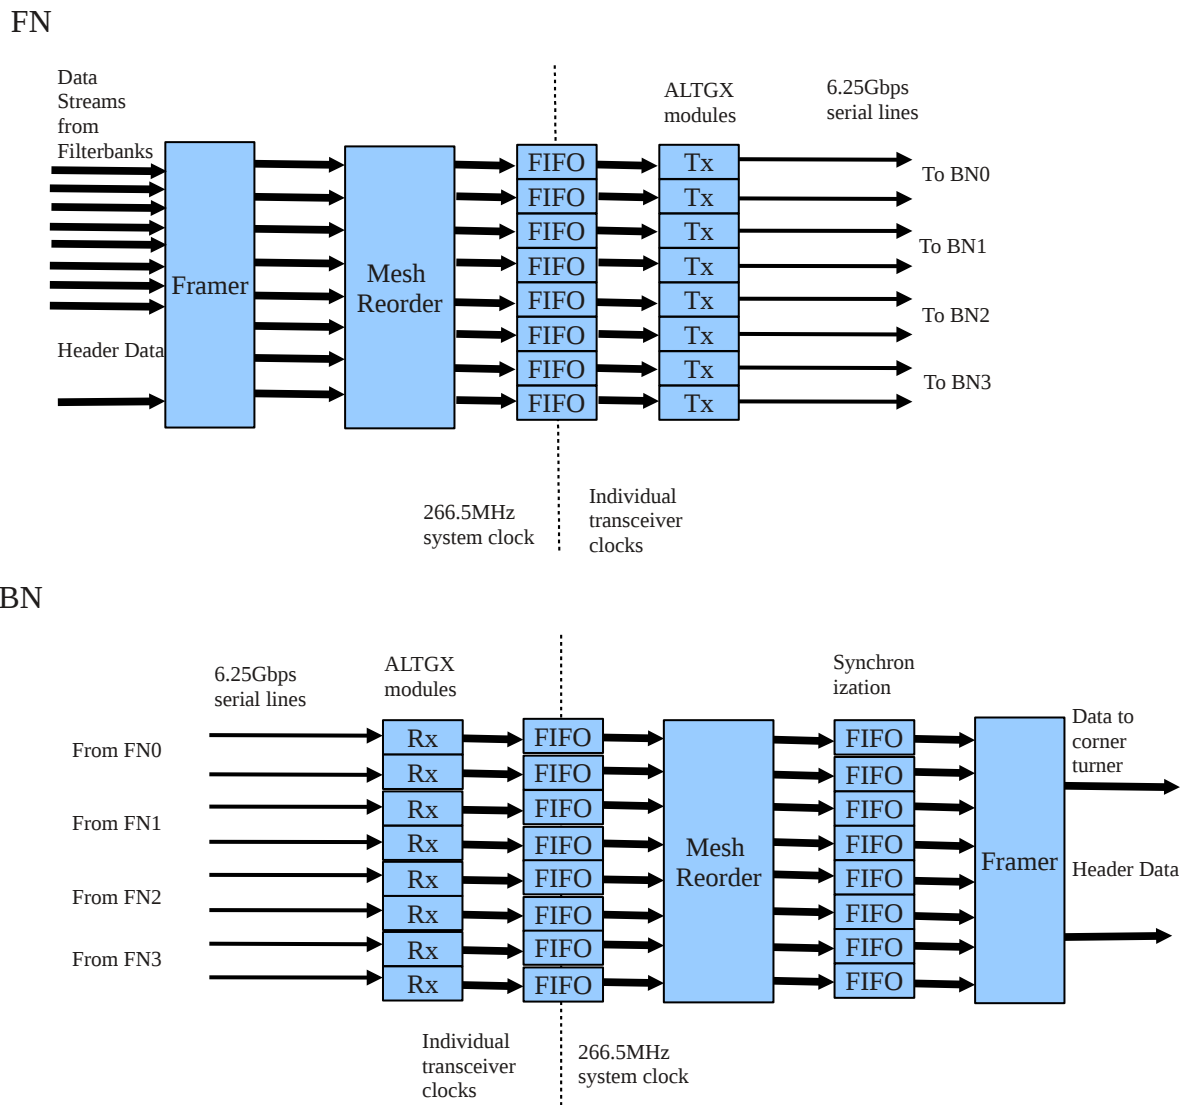 FN
Data
Streams
from
Filterbanks
ALTGX
modules
6.25Gbps
serial lines
Framer
Mesh
Reorder
Header Data
FIFO
FIFO
FIFO
FIFO
FIFO
FIFO
FIFO
FIFO
Tx
Tx
Tx
Tx
Tx
Tx
Tx
Tx
To BN0
To BN1
To BN2
To BN3
266.5MHz
system clock
Individual
transceiver
clocks
BN
6.25Gbps
serial lines
ALTGX
modules
Synchron
ization
From FN0
From FN1
From FN2
From FN3
Rx
Rx
Rx
Rx
Rx
Rx
Rx
Rx
FIFO
FIFO
FIFO
FIFO
FIFO
FIFO
FIFO
FIFO
Mesh
Reorder
FIFO
FIFO
FIFO
FIFO
FIFO
FIFO
FIFO
FIFO
Framer
Data to
corner
turner
Header Data
Individual
transceiver
clocks
266.5MHz
system clock